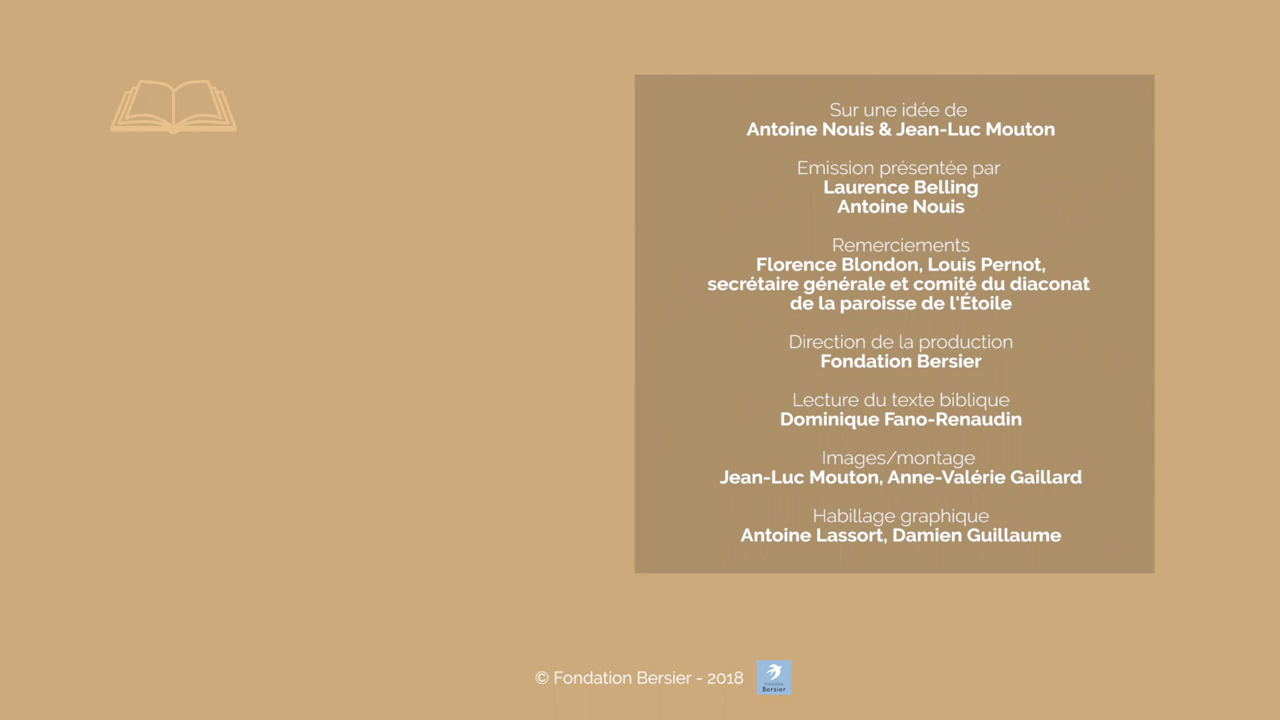 Sur une idée de
Antoine Nouis & Jean-Luc Mouton
Emission présentée par
Laurence Belling
Antoine Nouis
Remerciements
Florence Blondon, Louis Pernot,
secrétaire générale et comité du diaconat
de la paroisse de l'Étoile
Direction de la production
Fondation Bersier
Lecture du texte biblique
Dominique Fano-Renaudin
Images/montage
Jean-Luc Mouton, Anne-Valérie Gaillard
Habillage graphique
Antoine Lassort, Damien Guillaume
© Fondation Bersier - 2018
Fondation
Bersier